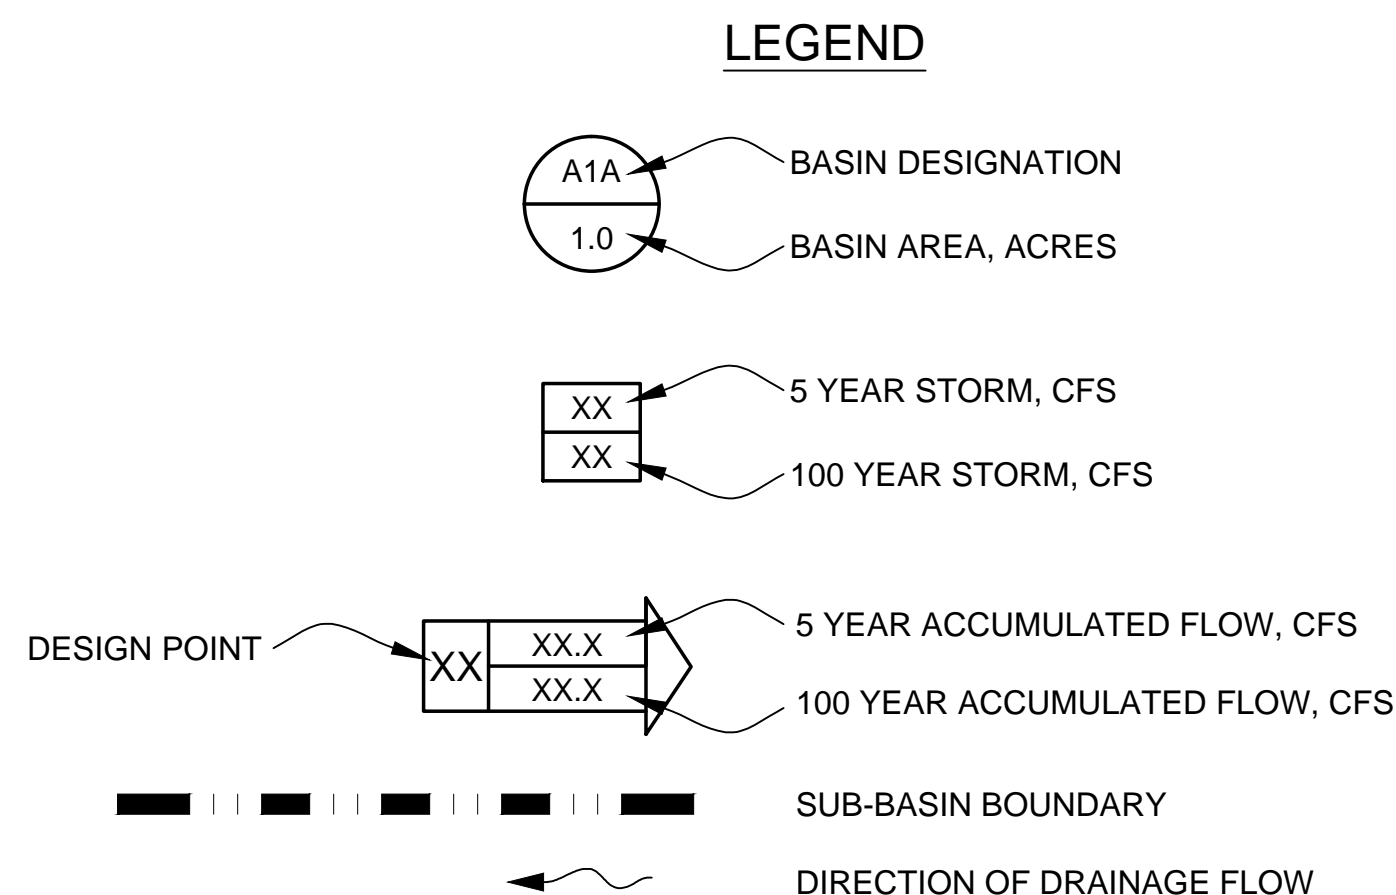 LEGEND
A1A
BASIN DESIGNATION
1.0
BASIN AREA, ACRES
XX
5 YEAR STORM, CFS
XX
100 YEAR STORM, CFS
DESIGN POINT
XX
XX.X
5 YEAR ACCUMULATED FLOW, CFS
XX.X
100 YEAR ACCUMULATED FLOW, CFS
SUB-BASIN BOUNDARY
DIRECTION OF DRAINAGE FLOW